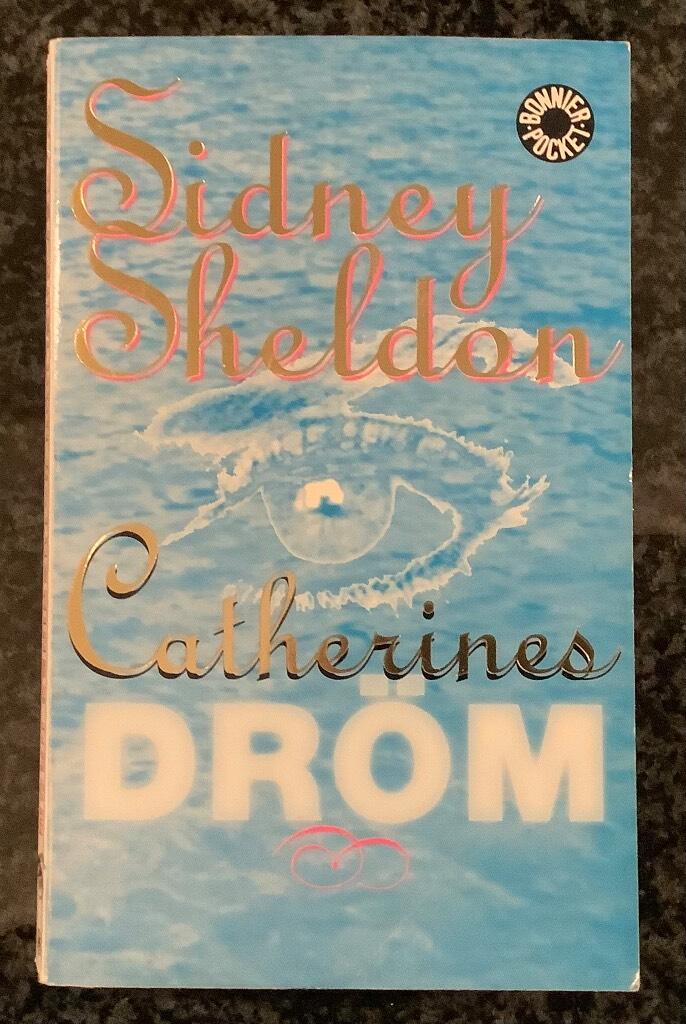 BONNIER
POCKET
Sidney
Sheldon
Catherines
DRÖM